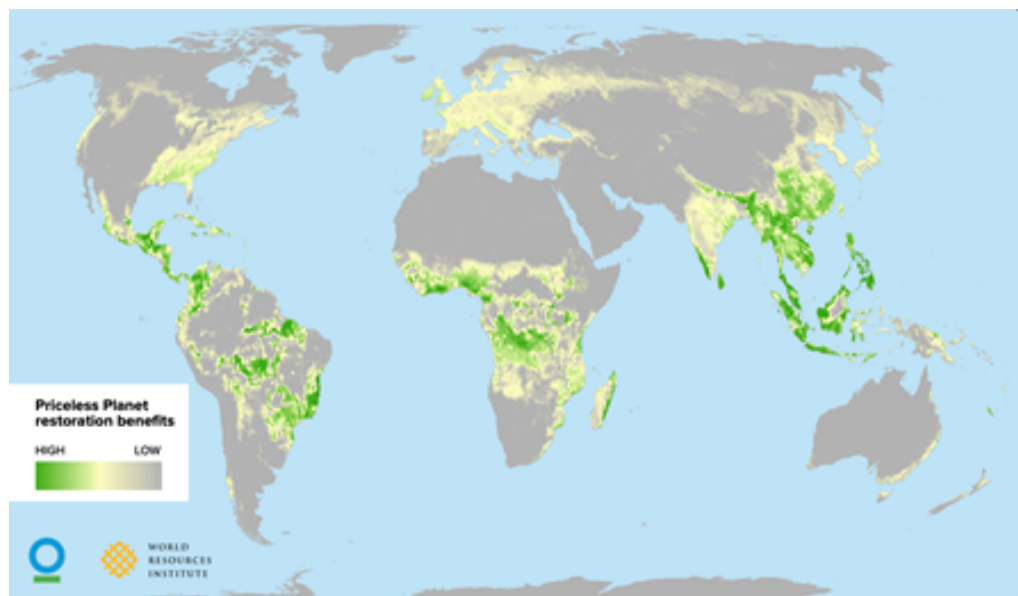 Priceless Planet
restoration benefits
HIGH LOW
WORLD
RESOURCES
INSTITUTE